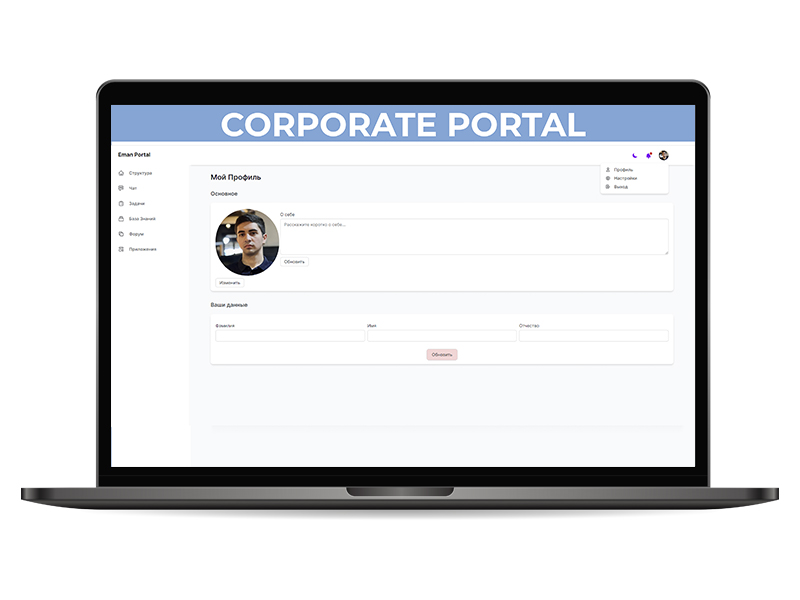 CORPORATE PORTAL
Eman Portal
Структура
Чат
Задачи
База Знаний
Форум
Приложения
Профиль
Настройки
Выход
Мой Профиль
Основное
О себе
Расскажите коротко о себе...
Обновить
Изменить
Ваши данные
Фамилия Имя Отчество
Обновить